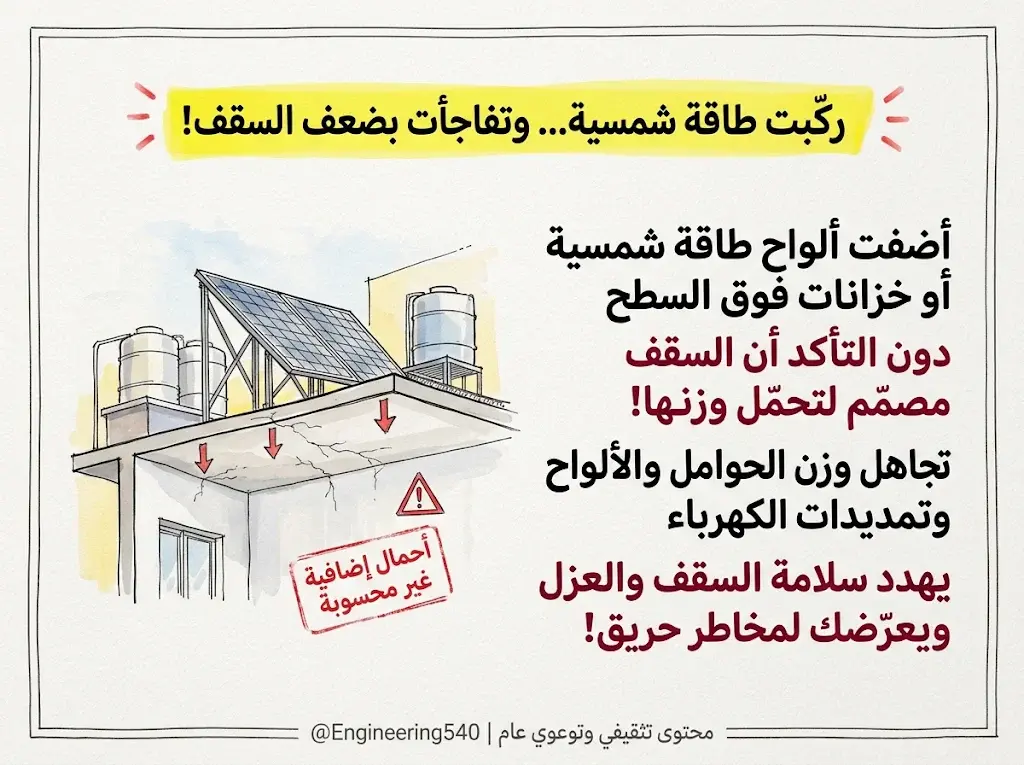 ركّبت طاقة شمسية... وتفاجأت بضعف السقف!
أضفت ألواح طاقة شمسية
أو خزانات فوق السطح
دون التأكد أن السقف
مصمّم لتحمّل وزنها!
تجاهل وزن الحوامل والألواح
وتمديدات الكهرباء
يهدد سلامة السقف والعزل
ويعرّضك لمخاطر حريق!
أحمال إضافية
غير محسوبة
محتوى تثقيفي وتوعوي عام | @Engineering540